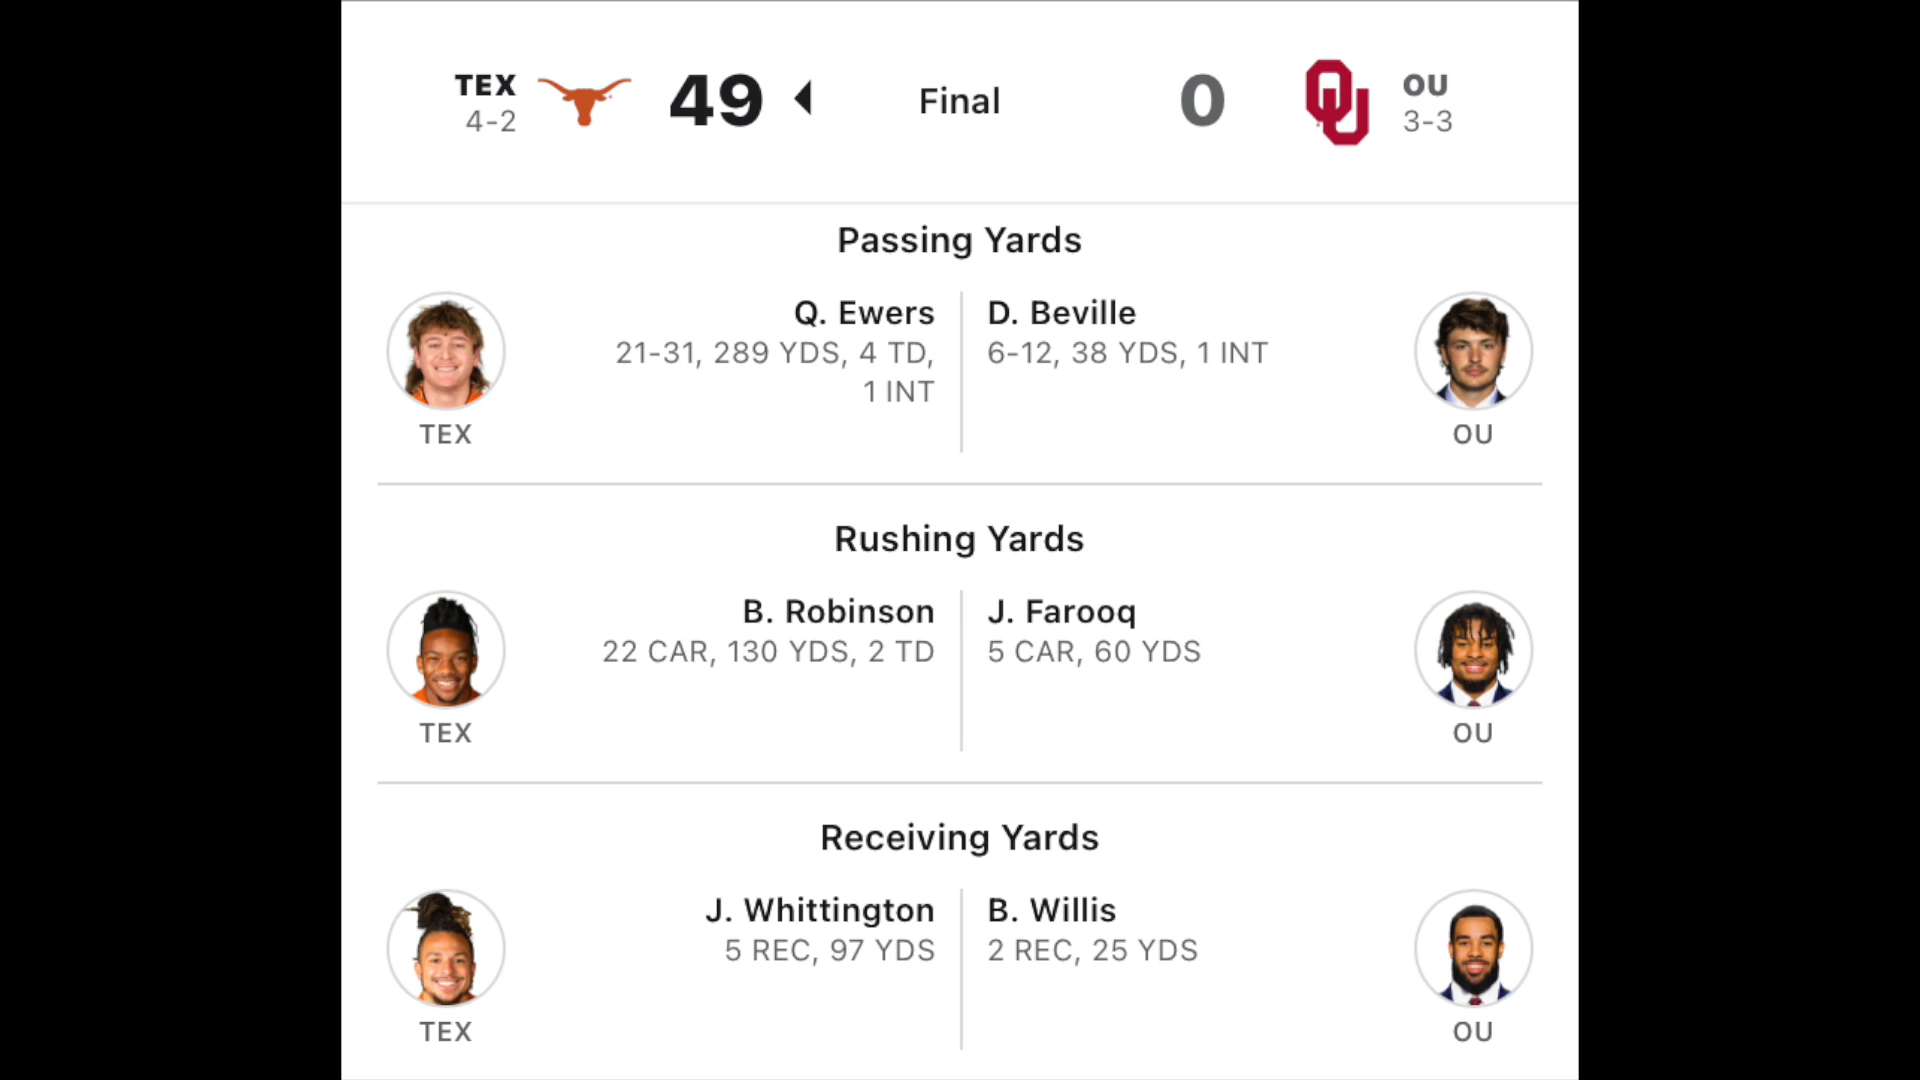 TEX
4-2
49
Final
0
OU
OU
3-3
Passing Yards
Q. Ewers
21-31, 289 YDS, 4 TD,
1 INT
TEX
D. Beville
6-12, 38 YDS, 1 INT
OU
Rushing Yards
B. Robinson
22 CAR, 130 YDS, 2 TD
TEX
J. Farooq
5 CAR, 60 YDS
OU
Receiving Yards
J. Whittington
5 REC, 97 YDS
TEX
B. Willis
2 REC, 25 YDS
OU